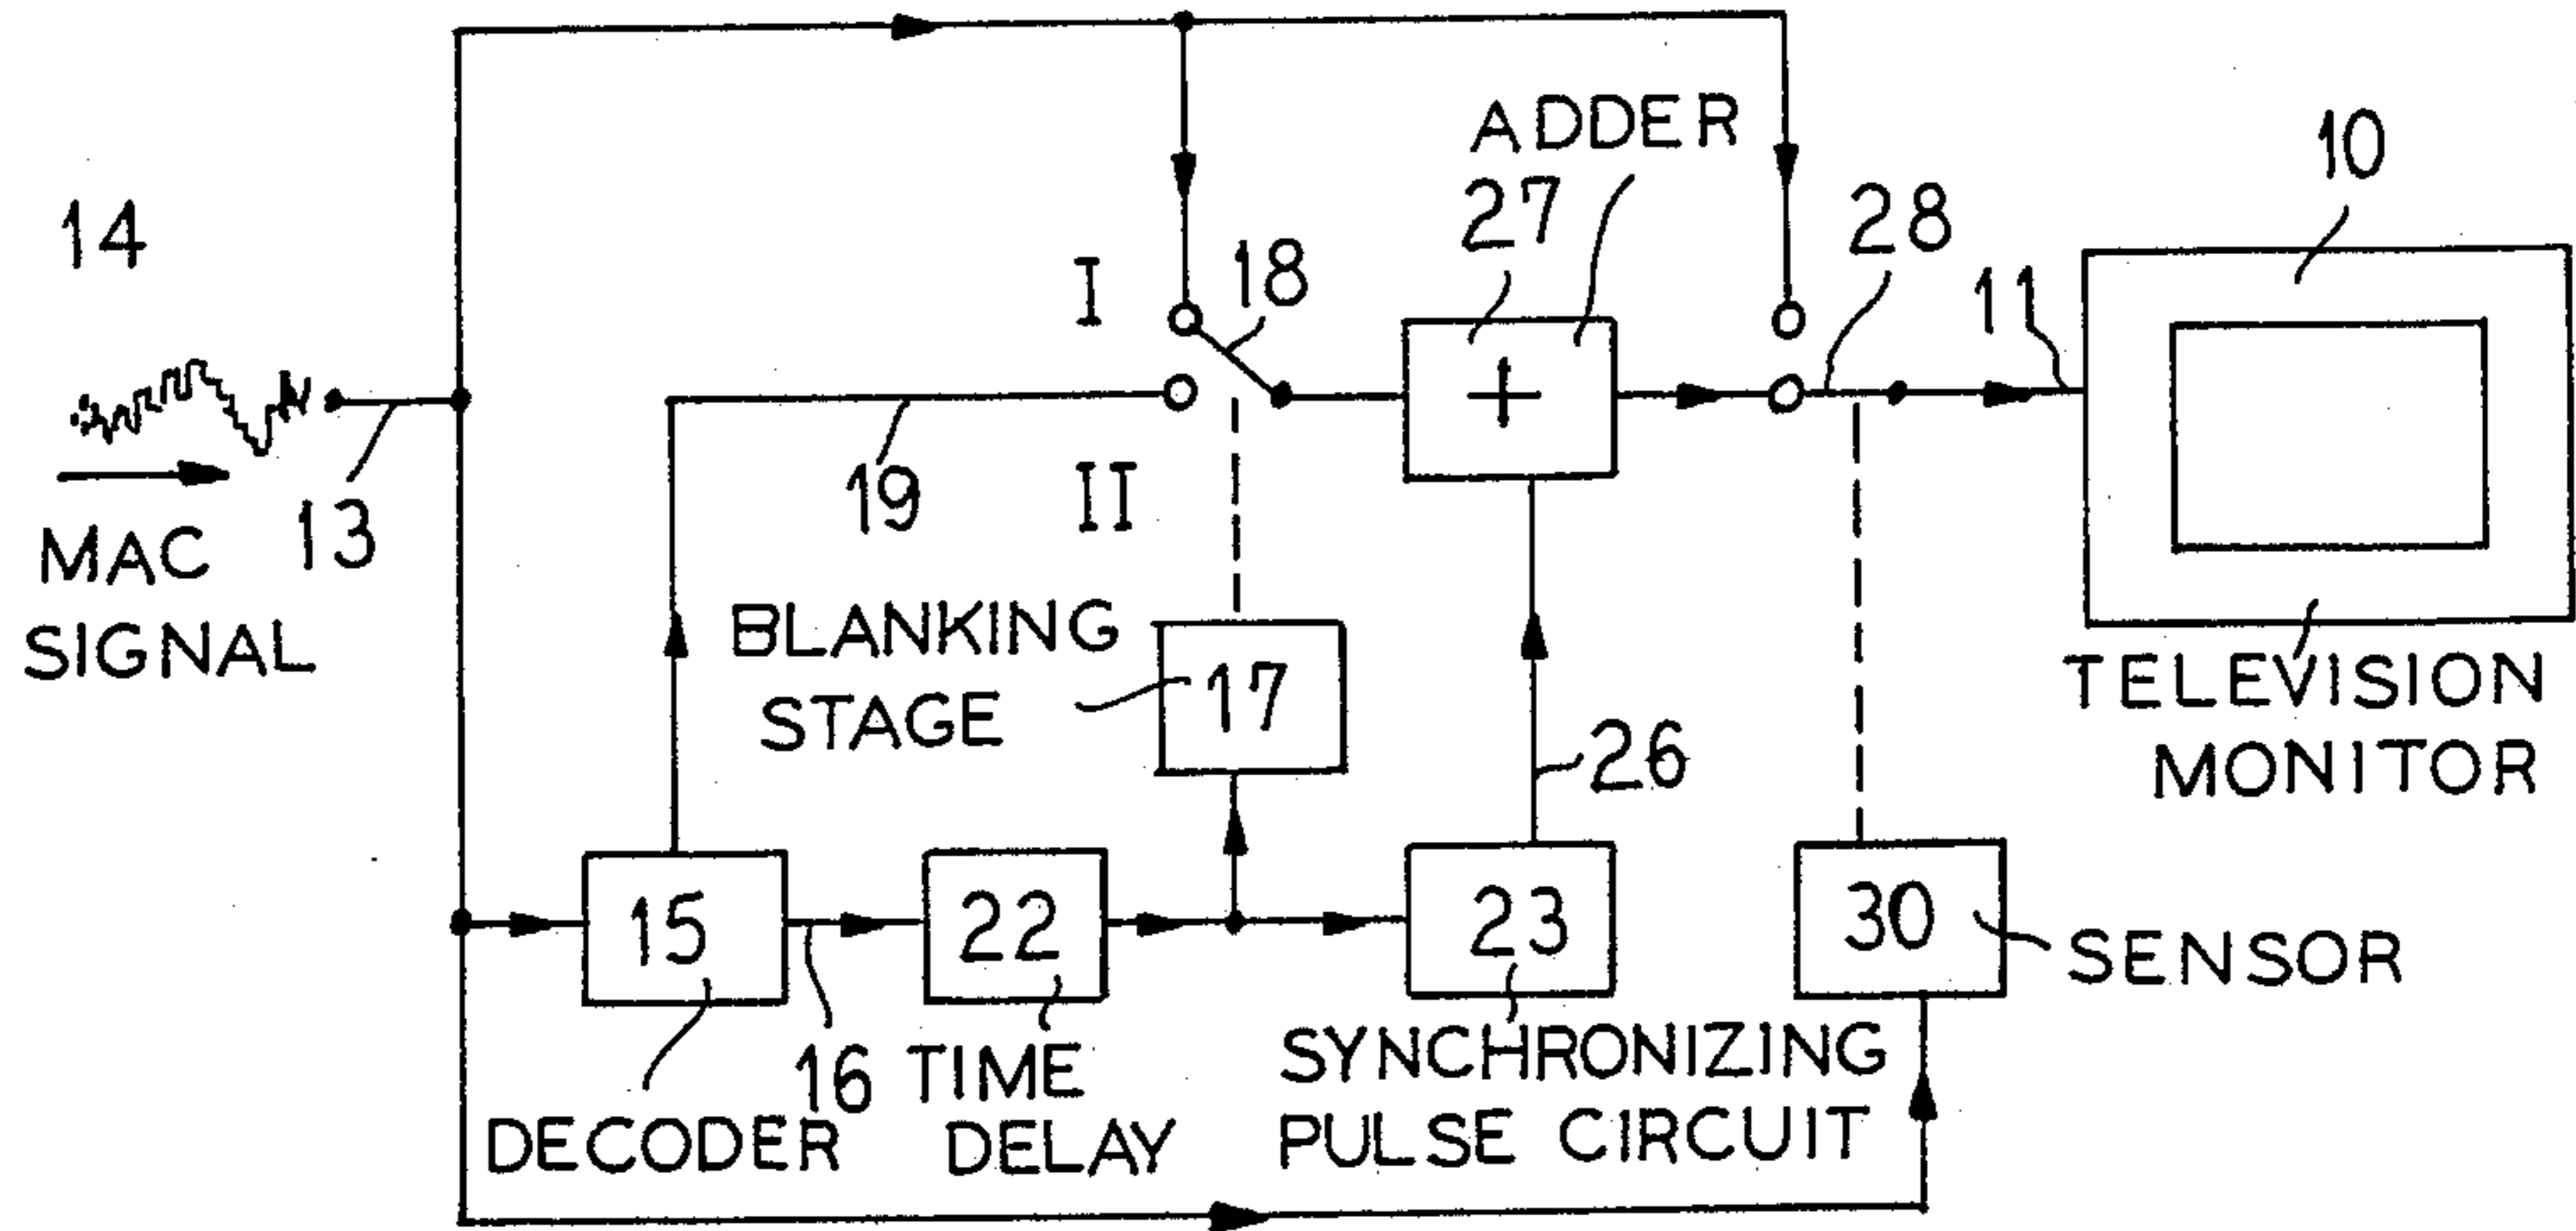 ADDER
10
14
27
28
I
18
11
MAC
SIGNAL
13
19
II
BLANKING
STAGE
17
26
TELEVISION
MONITOR
15
22
23
30
SENSOR
16
DECODER
TIME
DELAY
SYNCHRONIZING
PULSE CIRCUIT
+